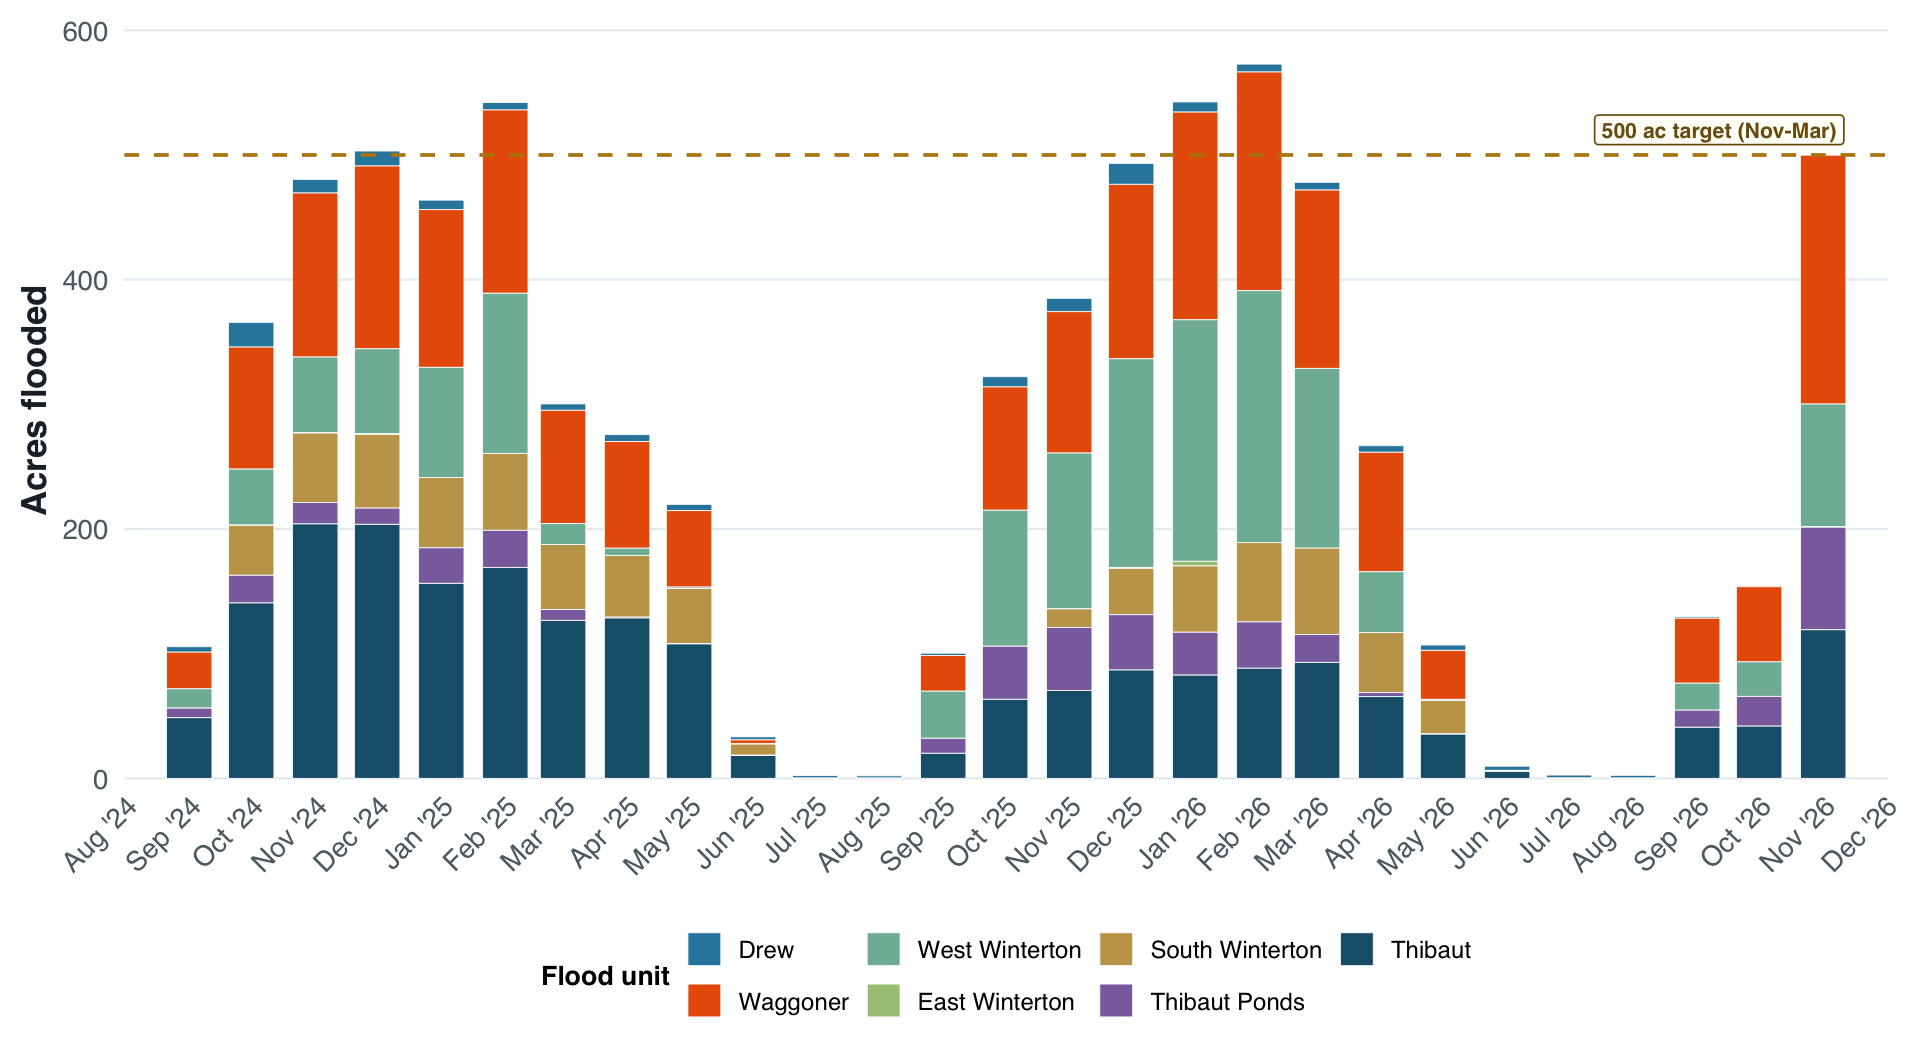 600
500 ac target (Nov-Mar)
400
Acres flooded
200
0
Aug '24
Sep '24
Oct '24
Nov '24
Dec '24
Jan '25
Feb '25
Mar '25
Apr '25
May '25
Jun '25
Jul '25
Aug '25
Sep '25
Oct '25
Nov '25
Dec '25
Jan '26
Feb '26
Mar '26
Apr '26
May '26
Jun '26
Jul '26
Aug '26
Sep '26
Oct '26
Nov '26
Dec '26
Flood unit
Drew
West Winterton
South Winterton
Thibaut
Waggoner
East Winterton
Thibaut Ponds